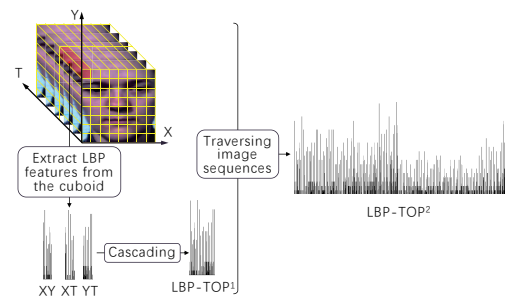 Y
T
X
Extract LBP
features from
the cuboid
Traversing
image
sequences
XY XT YT
Cascading
LBP-TOP¹
LBP-TOP²